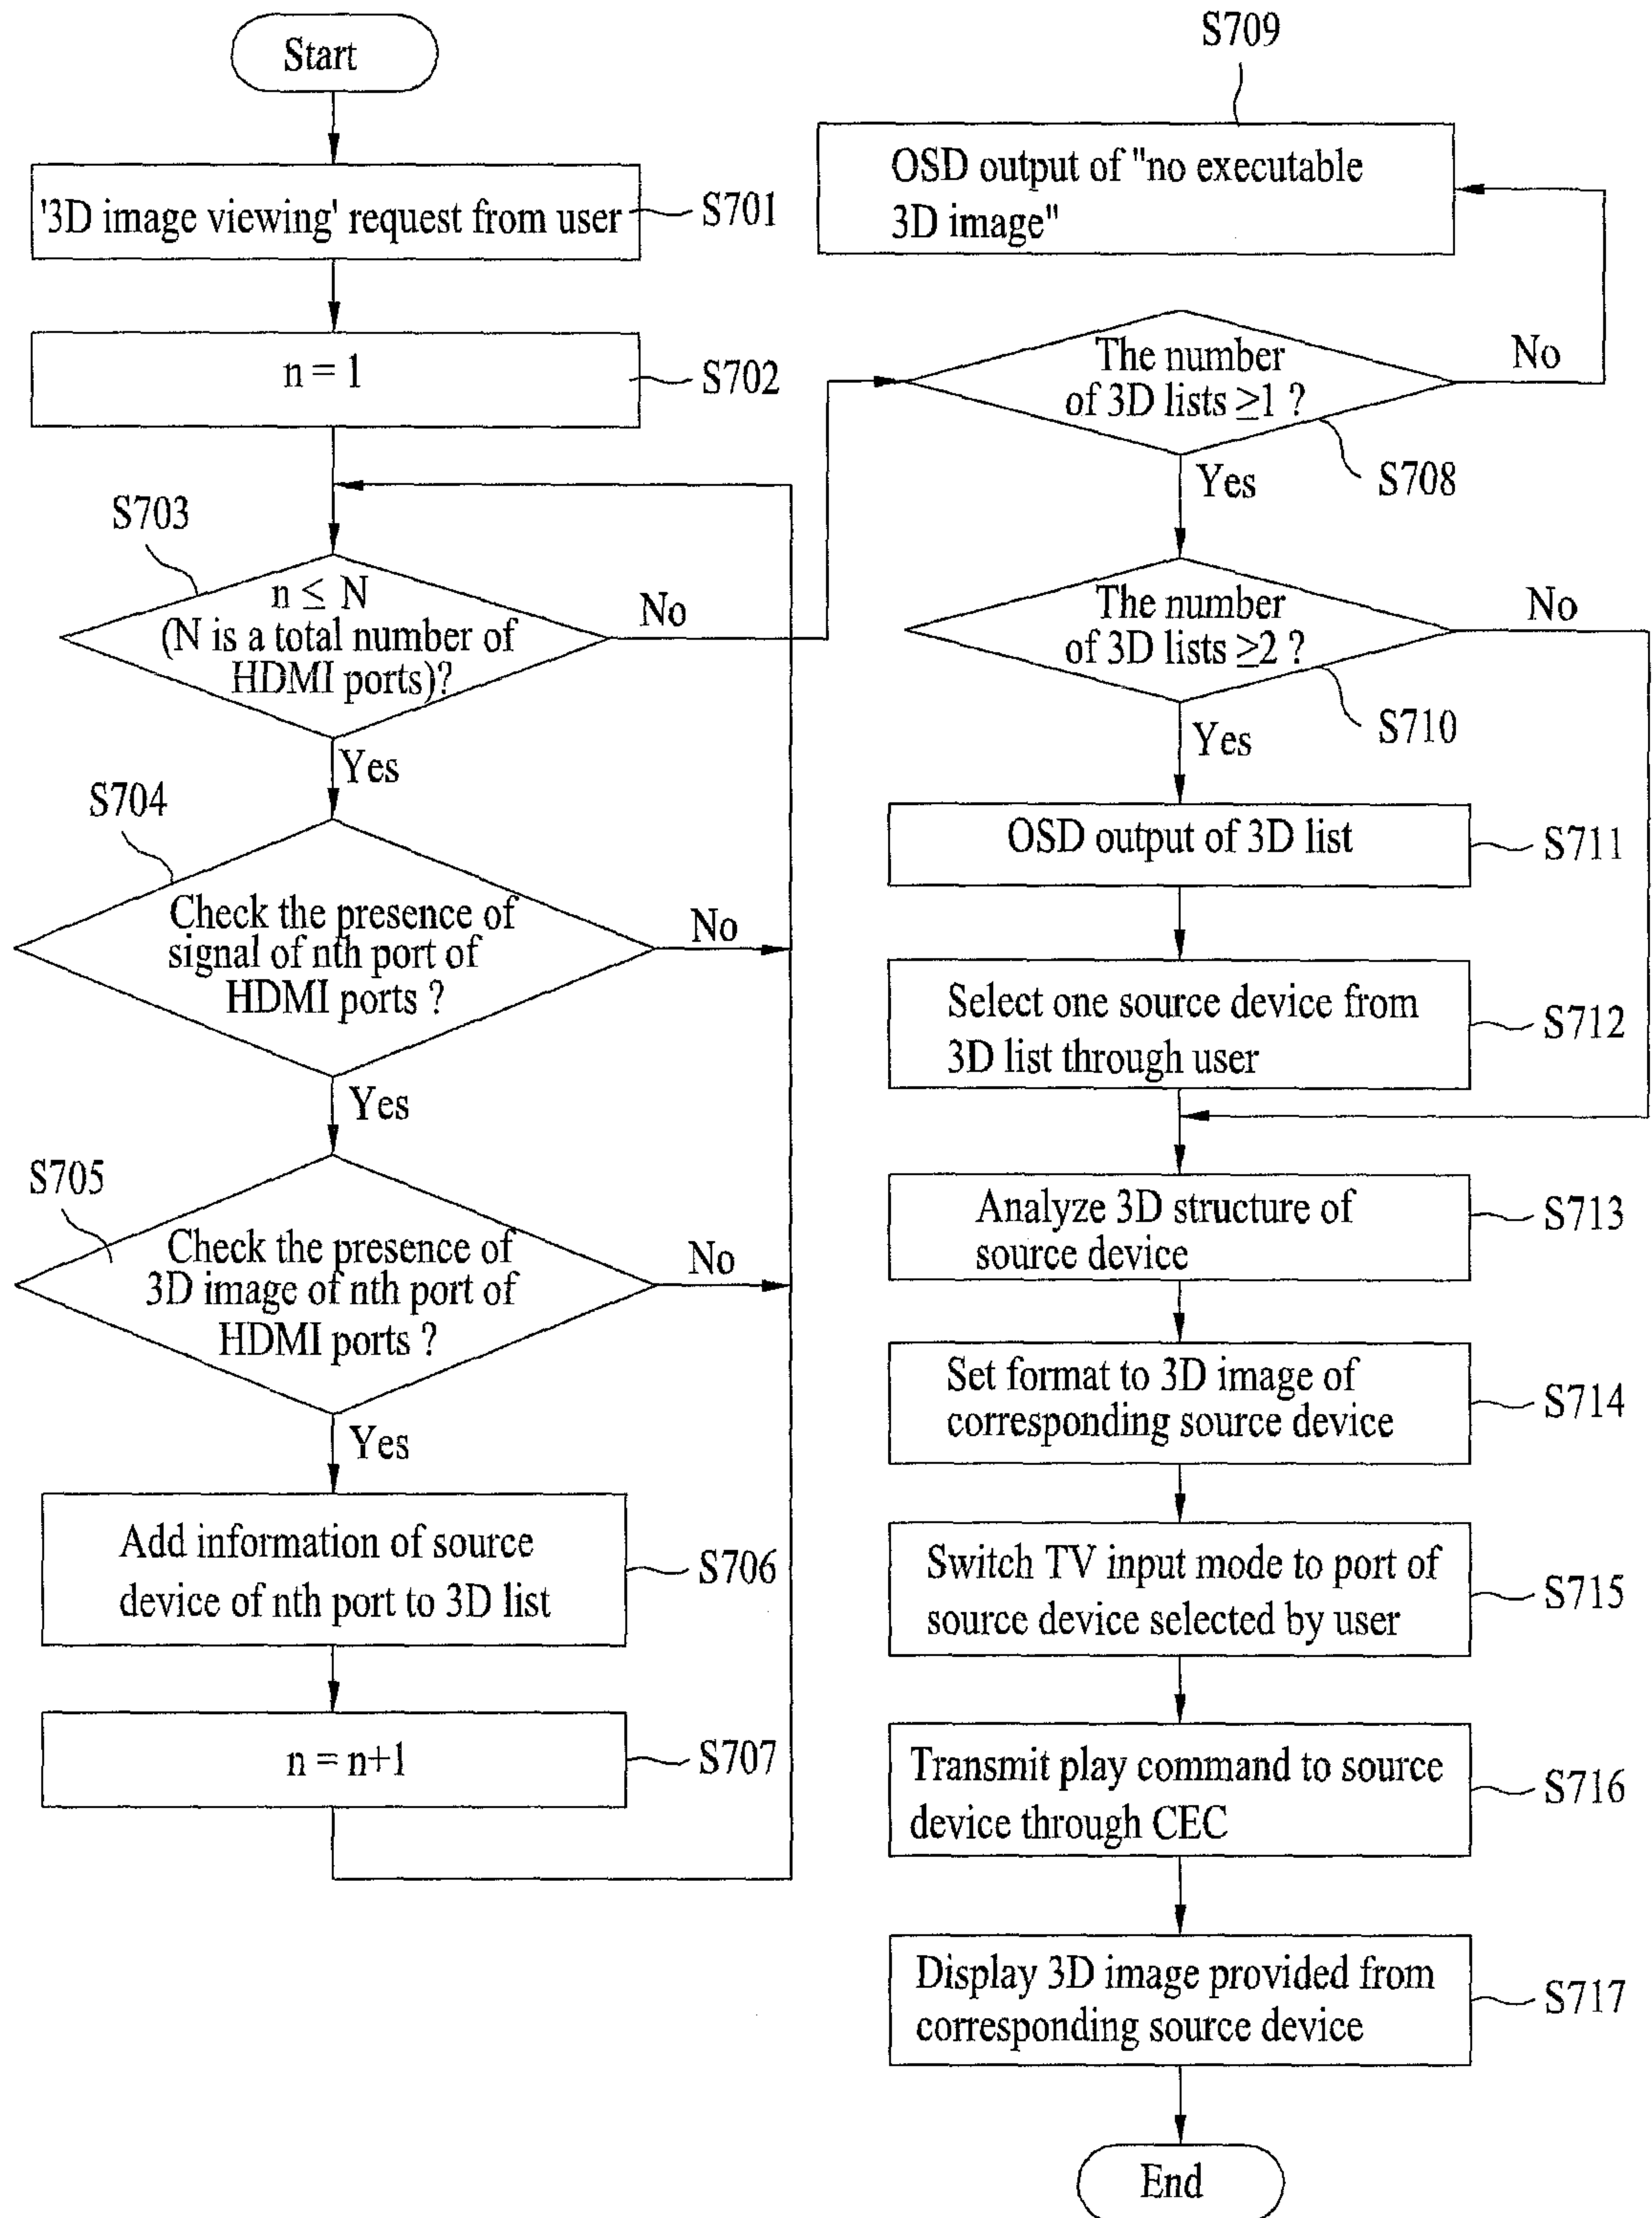 Start
'3D image viewing' request from user
S701
n = 1
S702
S703
n ≤ N
(N is a total number of
HDMI ports)?
No
Yes
S704
Check the presence of
signal of nth port of
HDMI ports ?
No
Yes
S705
Check the presence of
3D image of nth port of
HDMI ports ?
No
Yes
Add information of source
device of nth port to 3D list
S706
n = n+1
S707
S709
OSD output of "no executable
3D image"
The number
of 3D lists ≥1 ?
No
S708
Yes
The number
of 3D lists ≥2 ?
No
S710
Yes
OSD output of 3D list
S711
Select one source device from
3D list through user
S712
Analyze 3D structure of
source device
S713
Set format to 3D image of
corresponding source device
S714
Switch TV input mode to port of
source device selected by user
S715
Transmit play command to source
device through CEC
S716
Display 3D image provided from
corresponding source device
S717
End